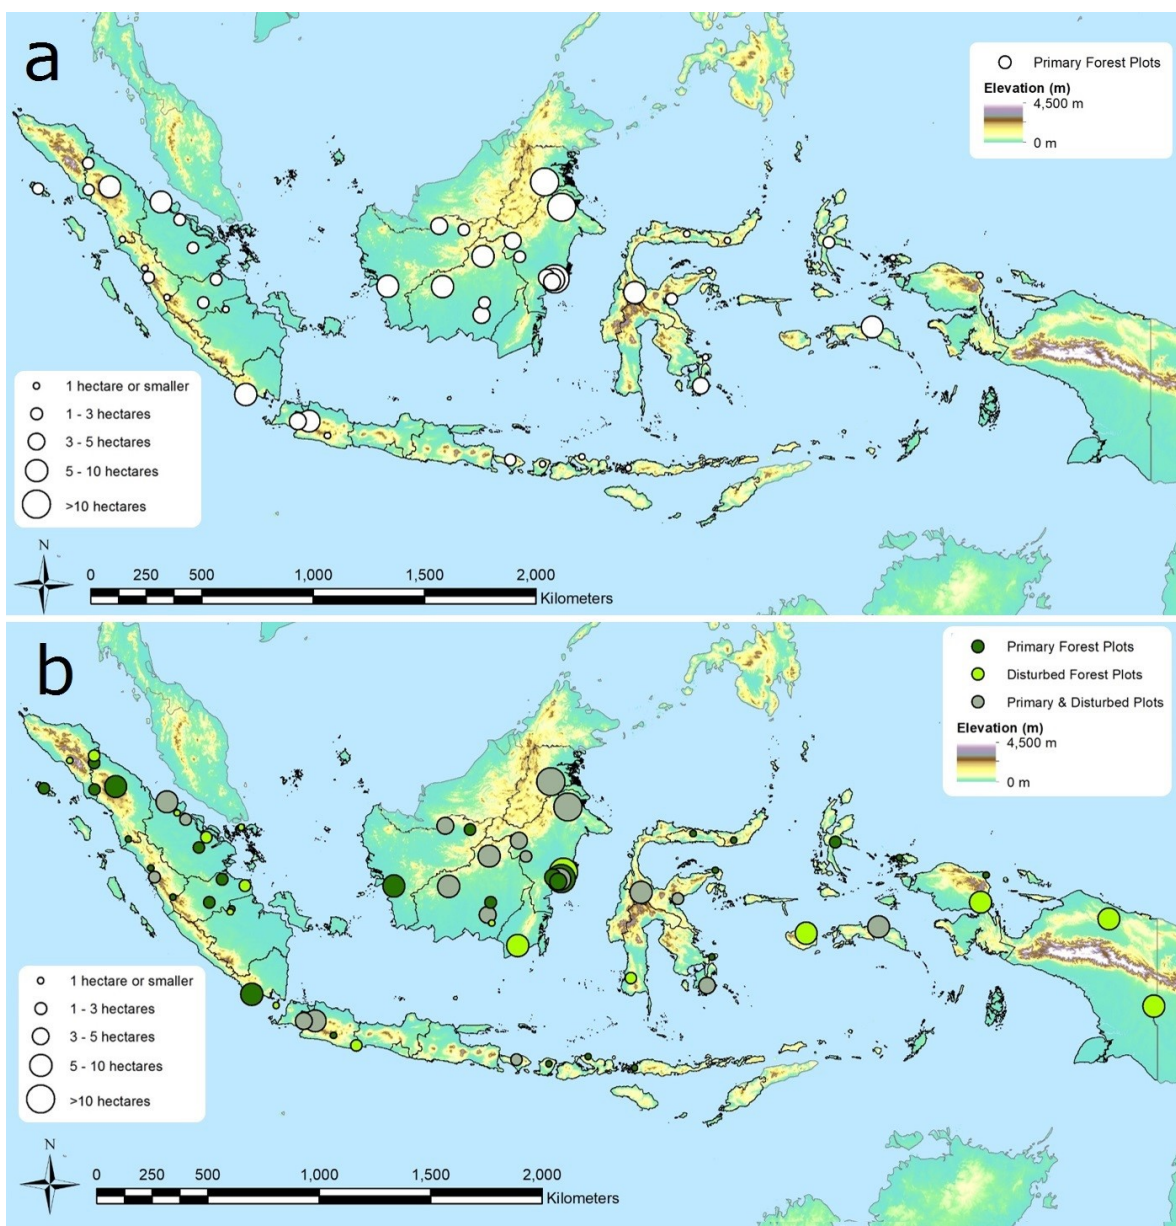 a
Primary Forest Plots
Elevation (m)
4,500 m
0 m
1 hectare or smaller
1 - 3 hectares
3 - 5 hectares
5 - 10 hectares
>10 hectares
N
0 250 500 1,000 1,500 2,000
Kilometers
b
Primary Forest Plots
Disturbed Forest Plots
Primary & Disturbed Plots
Elevation (m)
4,500 m
0 m
1 hectare or smaller
1 - 3 hectares
3 - 5 hectares
5 - 10 hectares
>10 hectares
N
0 250 500 1,000 1,500 2,000
Kilometers